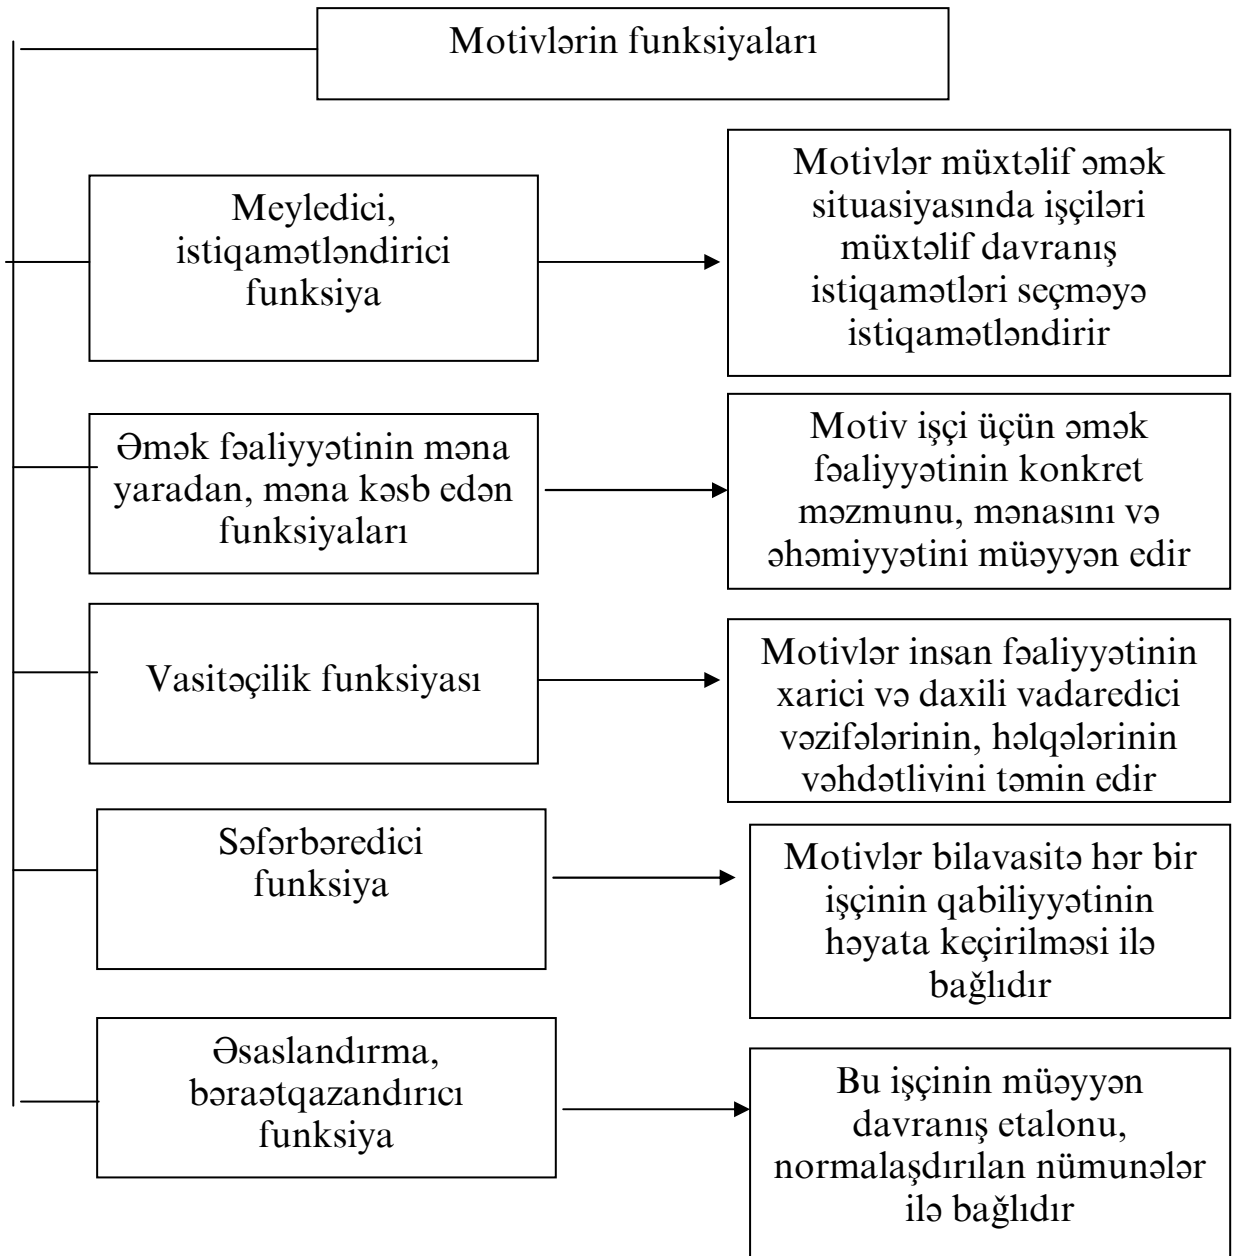 Motivlərin funksiyaları
Meyledici,
istiqamətləndirici
funksiya
Motivlər müxtəlif əmək
situasiyasında işçiləri
müxtəlif davranış
istiqamətləri seçməyə
istiqamətləndirir
Əmək fəaliyyətinin məna
yaradan, məna kəsb edən
funksiyaları
Motiv işçi üçün əmək
fəaliyyətinin konkret
məzmunu, mənasını və
əhəmiyyətini müəyyən edir
Vasitəçilik funksiyası
Motivlər insan fəaliyyətinin
xarici və daxili vadaredici
vəzifələrinin, həlqələrinin
vəhdətlivini təmin edir
Səfərbəredici
funksiya
Motivlər bilavasitə hər bir
işçinin qabiliyyətinin
həyata keçirilməsi ilə
bağlıdır
Əsaslandırma,
bəraətqazandırıcı
funksiya
Bu işçinin müəyyən
davranış etalonu,
normalaşdırılan nümunələr
ilə bağlıdır